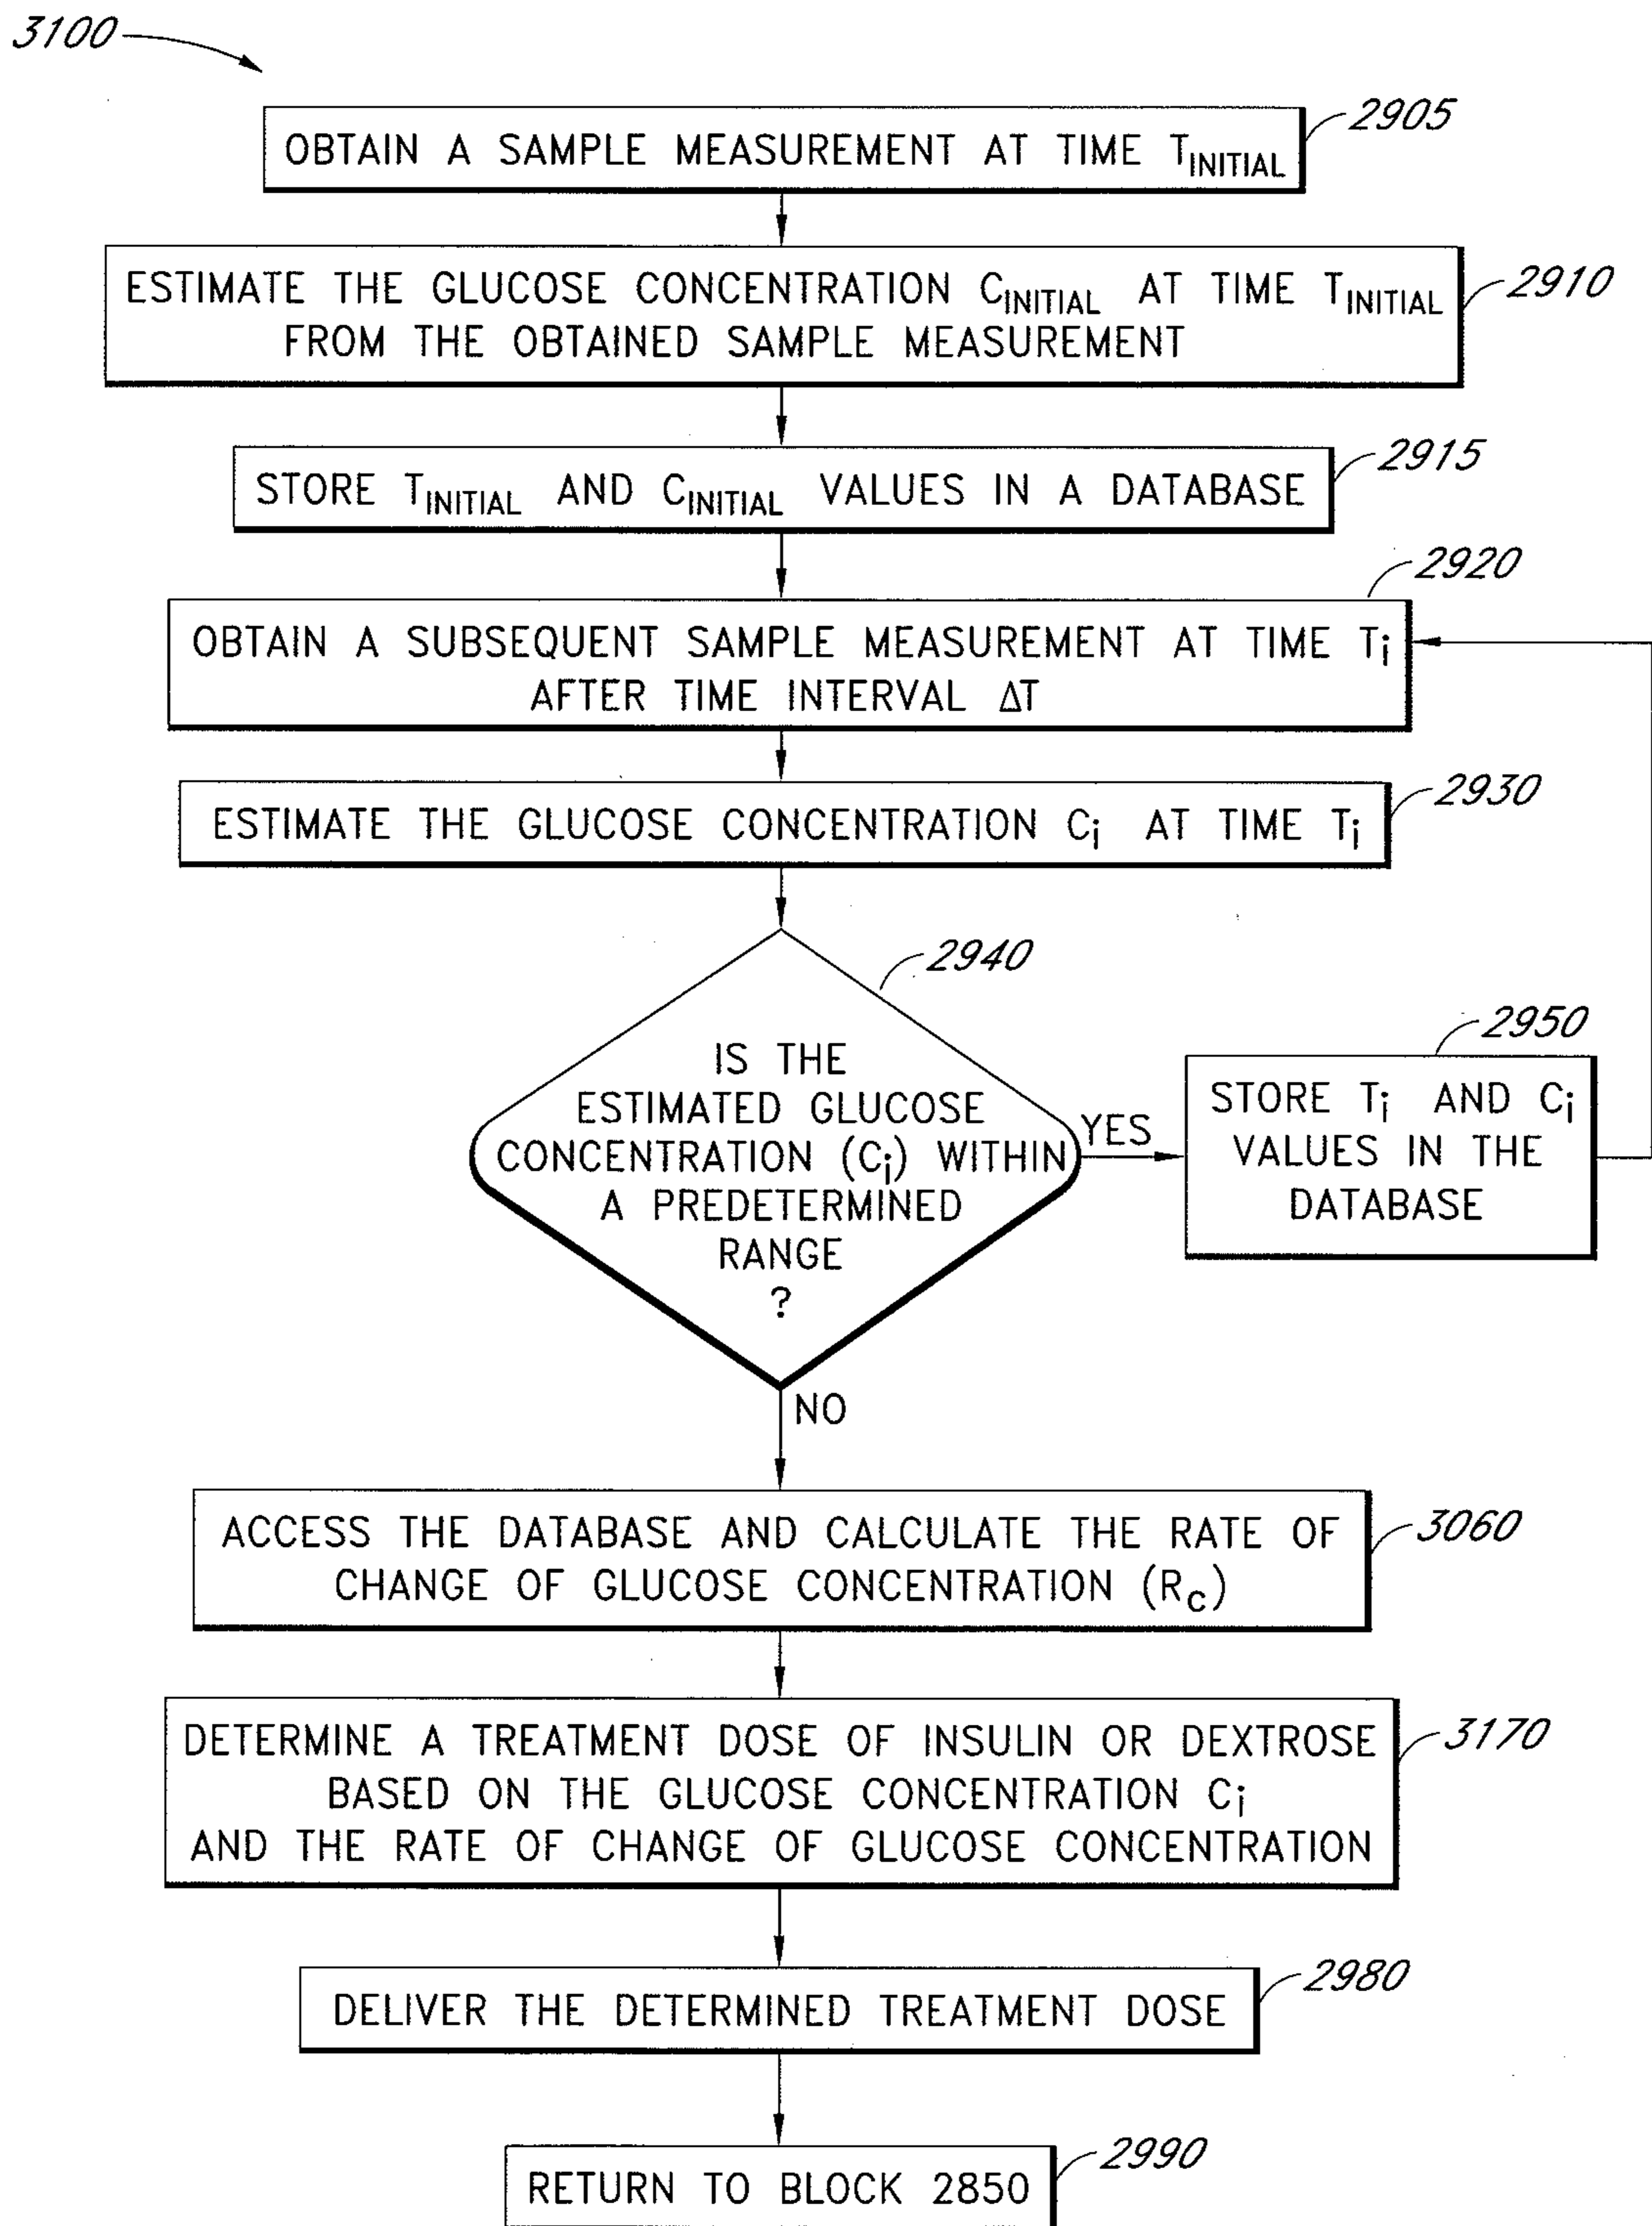 3100
OBTAIN A SAMPLE MEASUREMENT AT TIME TINITIAL
2905
ESTIMATE THE GLUCOSE CONCENTRATION CINITIAL AT TIME TINITIAL
FROM THE OBTAINED SAMPLE MEASUREMENT
2910
STORE TINITIAL AND CINITIAL VALUES IN A DATABASE
2915
OBTAIN A SUBSEQUENT SAMPLE MEASUREMENT AT TIME Ti
AFTER TIME INTERVAL ΔT
2920
ESTIMATE THE GLUCOSE CONCENTRATION Ci AT TIME Ti
2930
IS THE
ESTIMATED GLUCOSE
CONCENTRATION (Ci) WITHIN
A PREDETERMINED
RANGE
?
2940
YES
STORE Ti AND Ci
VALUES IN THE
DATABASE
2950
NO
ACCESS THE DATABASE AND CALCULATE THE RATE OF
CHANGE OF GLUCOSE CONCENTRATION (Rc)
3060
DETERMINE A TREATMENT DOSE OF INSULIN OR DEXTROSE
BASED ON THE GLUCOSE CONCENTRATION Ci
AND THE RATE OF CHANGE OF GLUCOSE CONCENTRATION
3170
DELIVER THE DETERMINED TREATMENT DOSE
2980
RETURN TO BLOCK 2850
2990